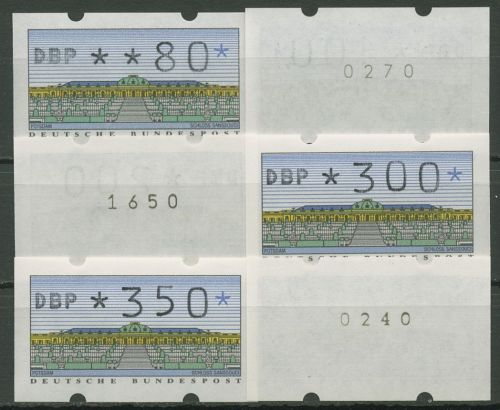 DBP **80*
POTSDAM SCHLOSS SANSSOUCI
DEUTSCHE BUNDESPOST
0270
1650
DBP *300*
POTSDAM SCHLOSS SANSSOUCI
DBP *350*
POTSDAM SCHLOSS SANSSOUCI
DEUTSCHE BUNDESPOST
0240